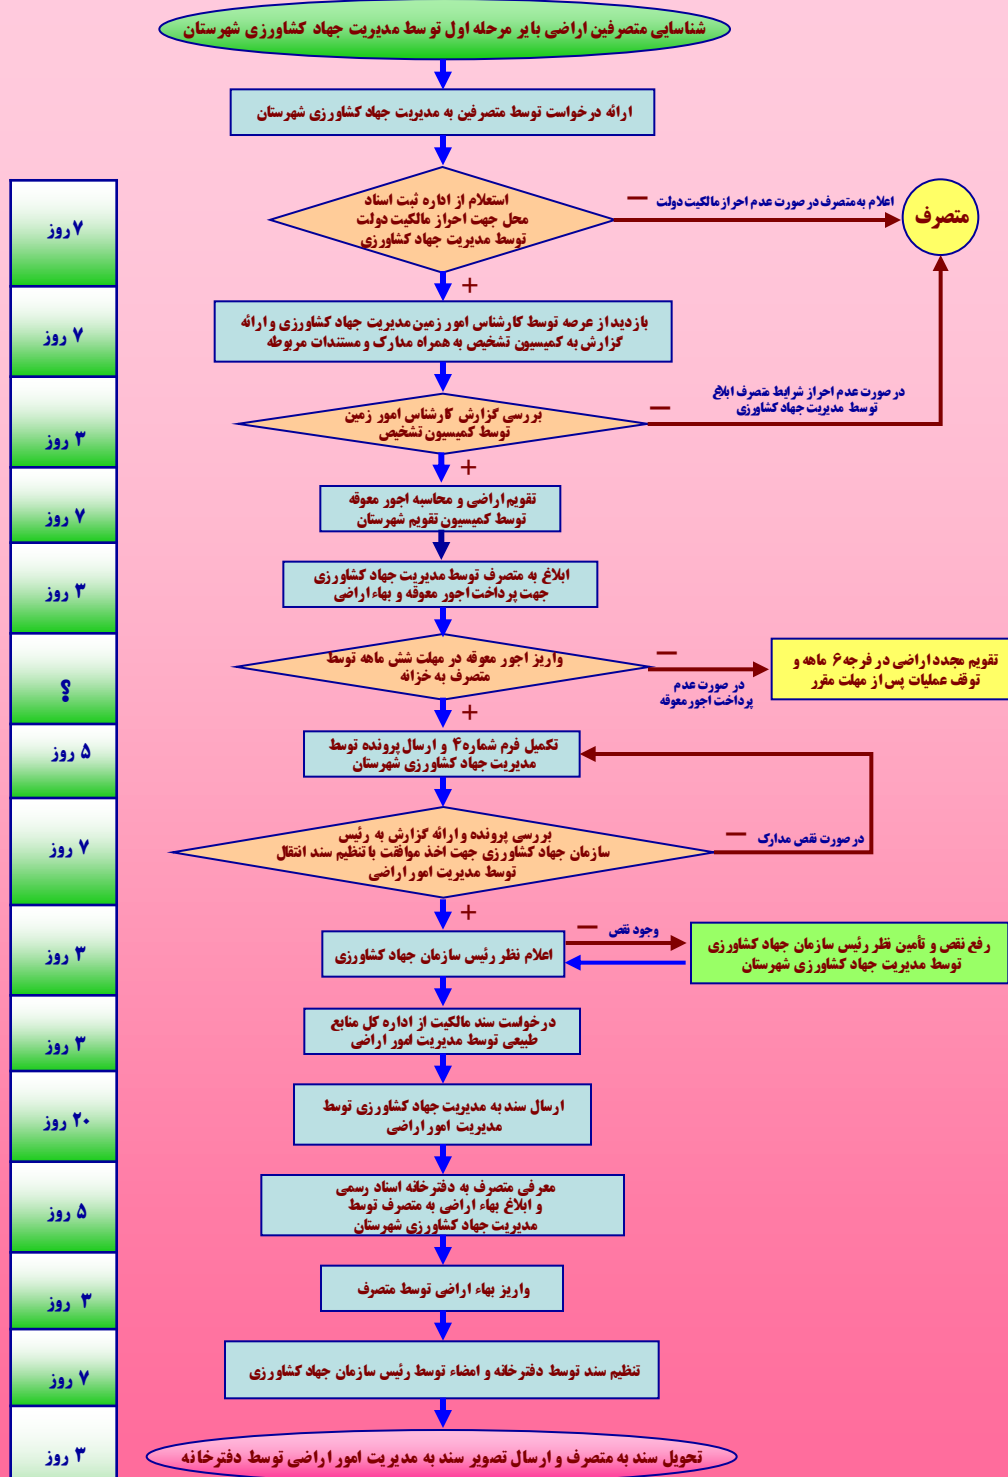 شناسایی متصرفین اراضی بایر مرحله اول توسط مدیریت جهاد کشاورزی شهرستان
ارائه درخواست توسط متصرفین به مدیریت جهاد کشاورزی شهرستان
۷ روز
استعلام از اداره ثبت اسناد
محل جهت احراز مالکیت دولت
توسط مدیریت جهاد کشاورزی
اعلام به متصرف در صورت عدم احراز مالکیت دولت
−
متصرف
+
۷ روز
بازدید از عرصه توسط کارشناس امور زمین مدیریت جهاد کشاورزی و ارائه
گزارش به کمیسیون تشخیص به همراه مدارک و مستندات مربوطه
۳ روز
بررسی گزارش کارشناس امور زمین
توسط کمیسیون تشخیص
−
در صورت عدم احراز شرایط متصرف ابلاغ
توسط مدیریت جهاد کشاورزی
+
۷ روز
تقویم اراضی و محاسبه اجور معوقه
توسط کمیسیون تقویم شهرستان
۳ روز
ابلاغ به متصرف توسط مدیریت جهاد کشاورزی
جهت پرداخت اجور معوقه و بهاء اراضی
؟
واریز اجور معوقه در مهلت شش ماهه توسط
متصرف به خزانه
−
در صورت عدم
پرداخت اجور معوقه
تقویم مجدد اراضی در فرجه ۶ ماهه و
توقف عملیات پس از مهلت مقرر
+
۵ روز
تکمیل فرم شماره ۴ و ارسال پرونده توسط
مدیریت جهاد کشاورزی شهرستان
۷ روز
بررسی پرونده و ارائه گزارش به رئیس
سازمان جهاد کشاورزی جهت اخذ موافقت با تنظیم سند انتقال
توسط مدیریت امور اراضی
−
در صورت نقص مدارک
+
۳ روز
اعلام نظر رئیس سازمان جهاد کشاورزی
وجود نقص
−
رفع نقص و تأمین نظر رئیس سازمان جهاد کشاورزی
توسط مدیریت جهاد کشاورزی شهرستان
۳ روز
درخواست سند مالکیت از اداره کل منابع
طبیعی توسط مدیریت امور اراضی
۲۰ روز
ارسال سند به مدیریت جهاد کشاورزی توسط
مدیریت امور اراضی
۵ روز
معرفی متصرف به دفترخانه اسناد رسمی
و ابلاغ بهاء اراضی به متصرف توسط
مدیریت جهاد کشاورزی شهرستان
۳ روز
واریز بهاء اراضی توسط متصرف
۷ روز
تنظیم سند توسط دفترخانه و امضاء توسط رئیس سازمان جهاد کشاورزی
۳ روز
تحویل سند به متصرف و ارسال تصویر سند به مدیریت امور اراضی توسط دفترخانه